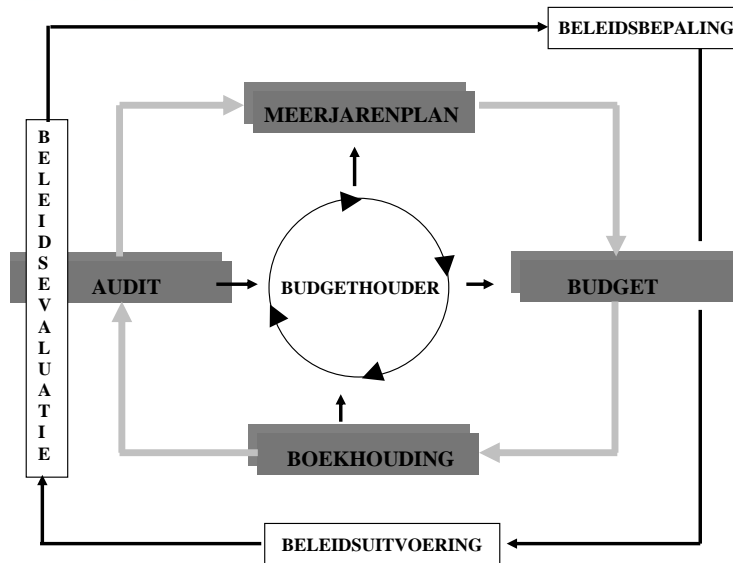 BELEIDSBEPALING
MEERJARENPLAN
BELEIDSEVALUATIE
AUDIT
BUDGETHOUDER
BUDGET
BOEKHOUDING
BELEIDSUITVOERING